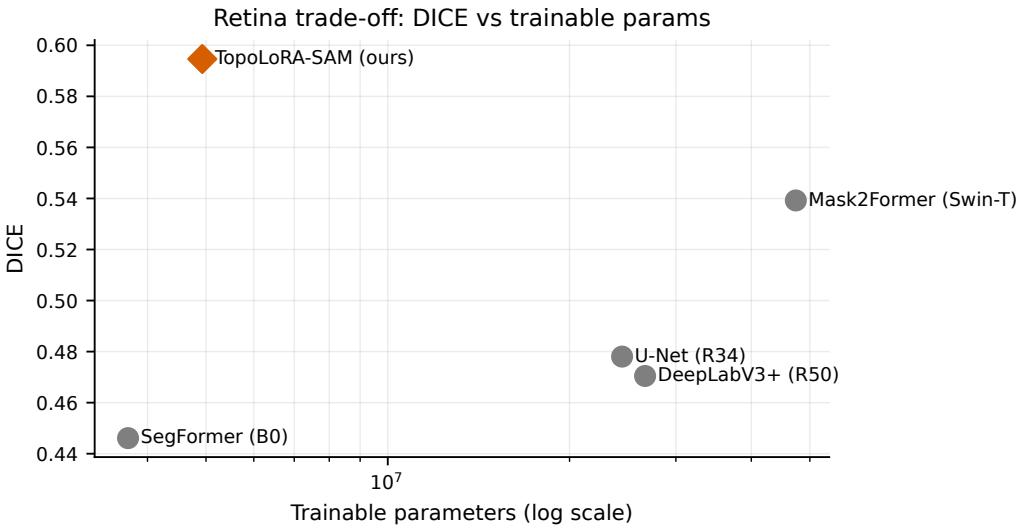 Retina trade-off: DICE vs trainable params
0.60
TopoLoRA-SAM (ours)
0.58
0.56
0.54
Mask2Former (Swin-T)
0.52
DICE
0.50
0.48
U-Net (R34)
DeepLabV3+ (R50)
0.46
SegFormer (B0)
0.44
10⁷
Trainable parameters (log scale)